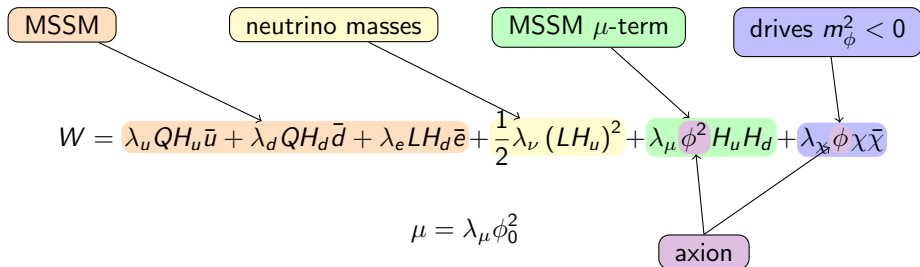 MSSM neutrino masses MSSM μ-term drives m_φ^2 < 0
W = λ_u Q H_u ū + λ_d Q H_d d̄ + λ_e L H_d ē + 1/2 λ_ν (L H_u)^2 + λ_μ φ^2 H_u H_d + λ_χ φ χ χ̄
μ = λ_μ φ_0^2
axion